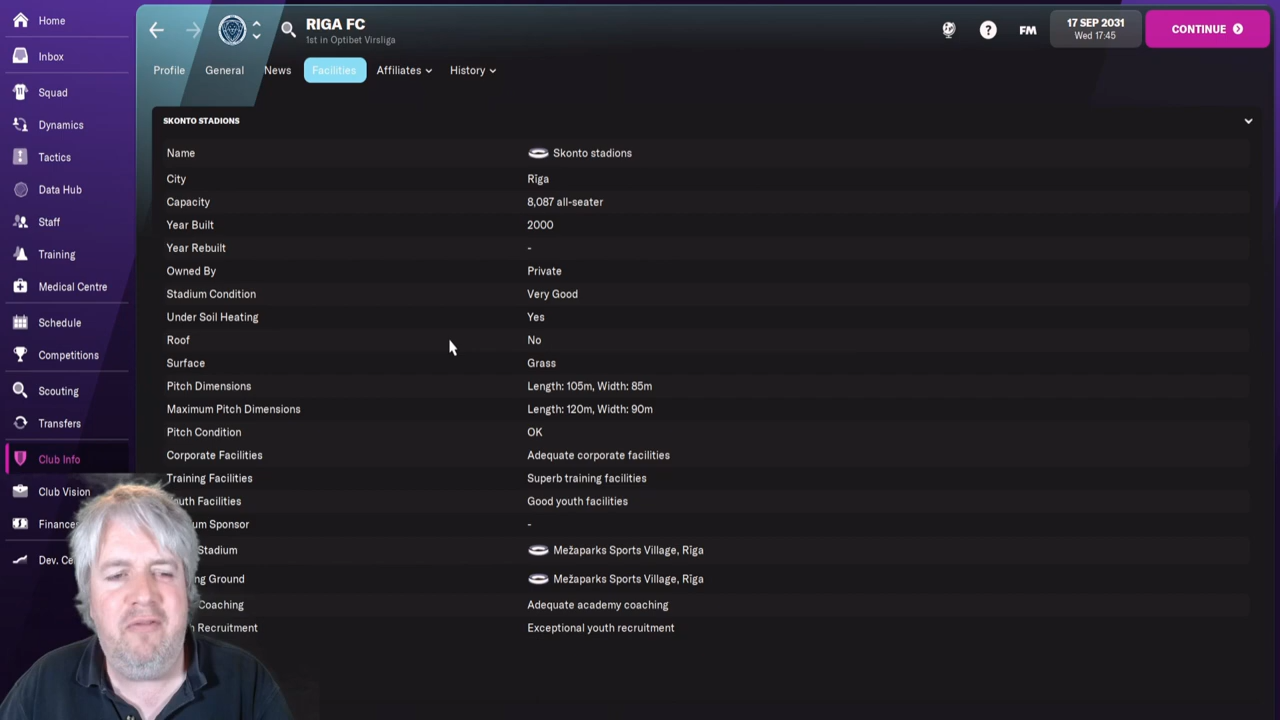 Home
Inbox
Squad
Dynamics
Tactics
Data Hub
Staff
Training
Medical Centre
Schedule
Competitions
Scouting
Transfers
Club Info
Club Vision
Finances
Dev. Ce
RIGA FC
1st in Optibet Virsliga
FM
17 SEP 2031
Wed 17:45
CONTINUE
Profile General News Facilities Affiliates History
SKONTO STADIONS
Name Skonto stadions
City Rīga
Capacity 8,087 all-seater
Year Built 2000
Year Rebuilt -
Owned By Private
Stadium Condition Very Good
Under Soil Heating Yes
Roof No
Surface Grass
Pitch Dimensions Length: 105m, Width: 85m
Maximum Pitch Dimensions Length: 120m, Width: 90m
Pitch Condition OK
Corporate Facilities Adequate corporate facilities
Training Facilities Superb training facilities
outh Facilities Good youth facilities
um Sponsor -
Stadium Mežaparks Sports Village, Rīga
ng Ground Mežaparks Sports Village, Rīga
Coaching Adequate academy coaching
Recruitment Exceptional youth recruitment